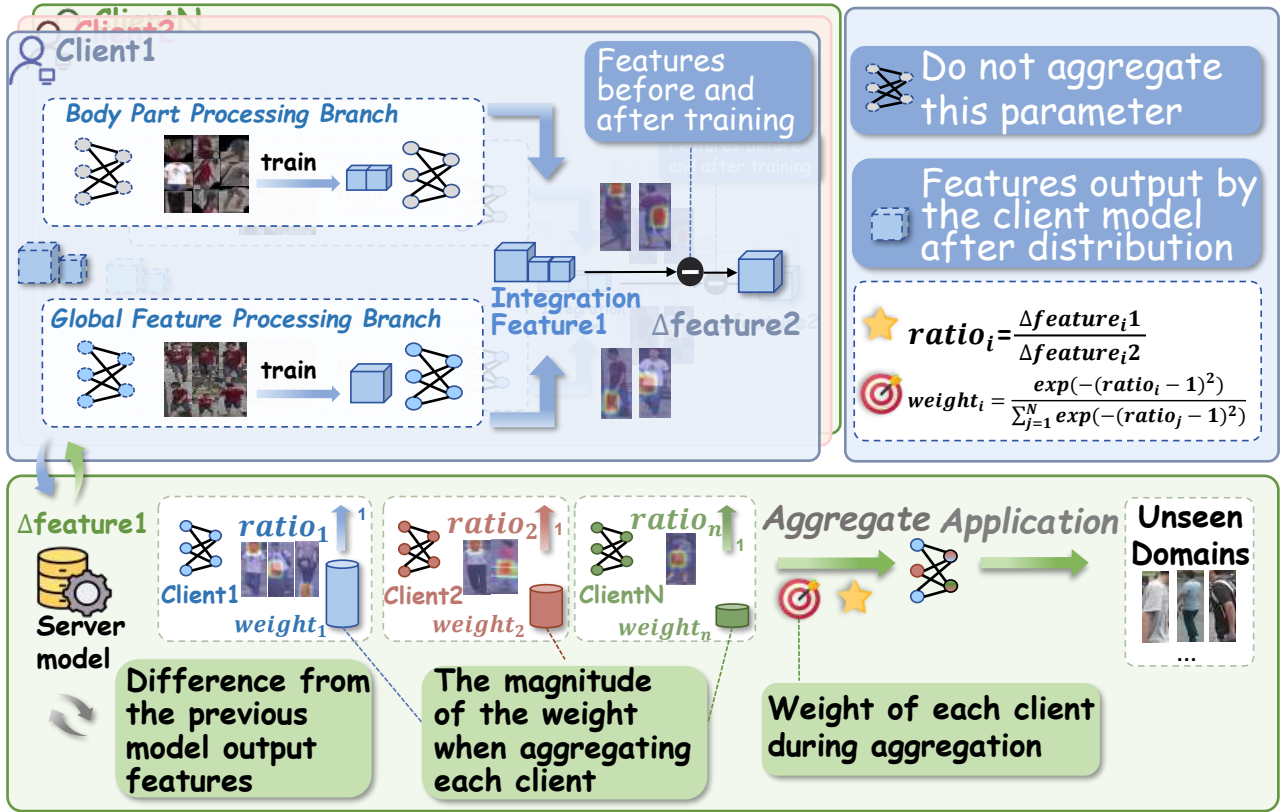 ClientN
Client2
Client1
Body Part Processing Branch
train
Global Feature Processing Branch
train
Features
before and
after training
Integration
Feature1
Δfeature2
Do not aggregate
this parameter
Features output by
the client model
after distribution
ratio_i=Δfeature_i1/Δfeature_i2
weight_i = exp(-(ratio_i - 1)^2)/∑_{j=1}^{N} exp(-(ratio_j - 1)^2)
Δfeature1
Server
model
ratio_1
1
Client1
weight_1
ratio_2
1
Client2
weight_2
ratio_n
1
ClientN
weight_n
Aggregate
Application
Unseen
Domains
...
Difference from
the previous
model output
features
The magnitude
of the weight
when aggregating
each client
Weight of each client
during aggregation